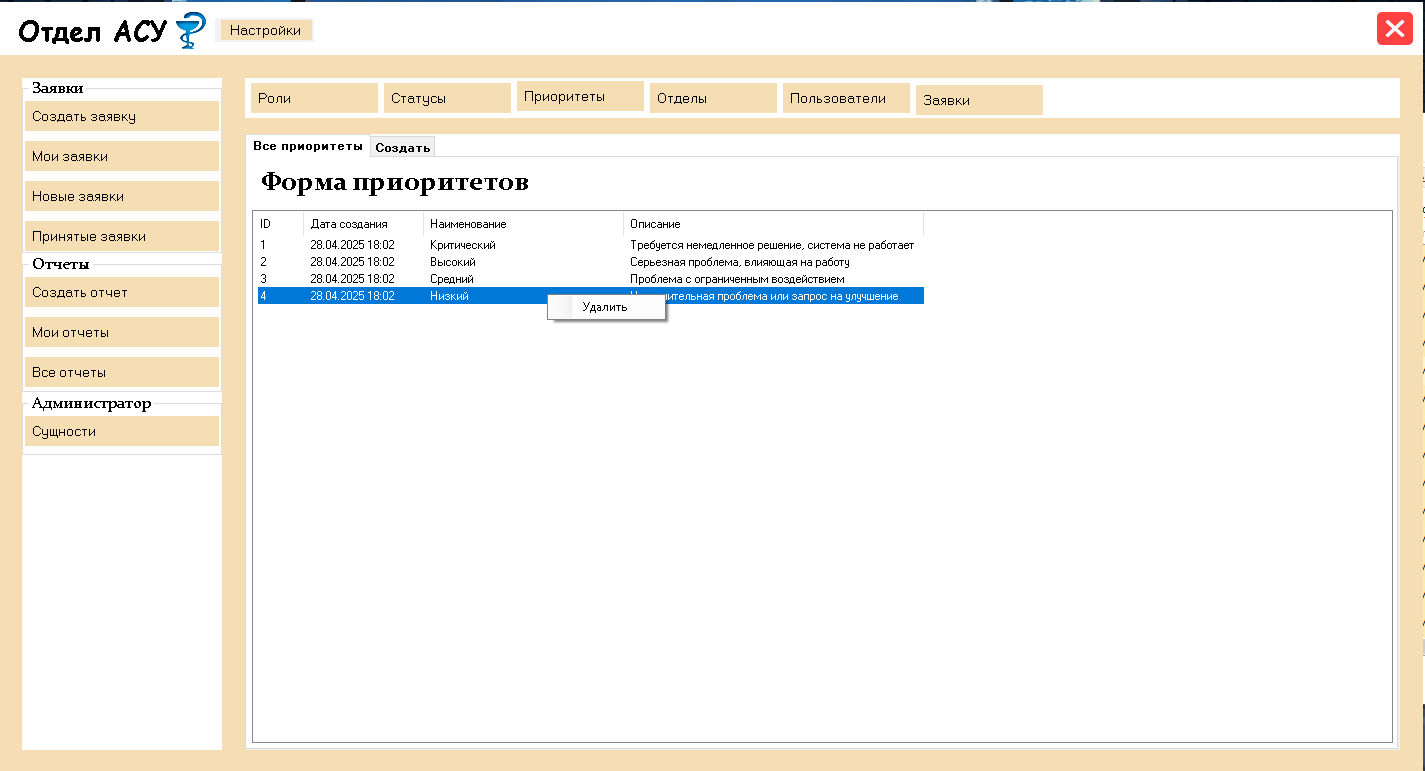 Отдел АСУ
Настройки
Заявки
Создать заявку
Мои заявки
Новые заявки
Принятые заявки
Отчеты
Создать отчет
Мои отчеты
Все отчеты
Администратор
Сущности
Роли Статусы Приоритеты Отделы Пользователи Заявки
Все приоритеты Создать
Форма приоритетов
ID Дата создания Наименование Описание
1 28.04.2025 18:02 Критический Требуется немедленное решение, система не работает
2 28.04.2025 18:02 Высокий Серьезная проблема, влияющая на работу
3 28.04.2025 18:02 Средний Проблема с ограниченным воздействием
4 28.04.2025 18:02 Низкий проблема или запрос на улучшение
Удалить